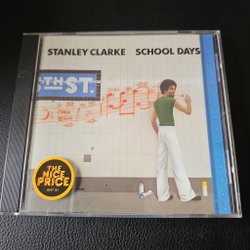 STANLEY CLARKE SCHOOL DAYS
5TH ST.
THE
NICE
PRICE